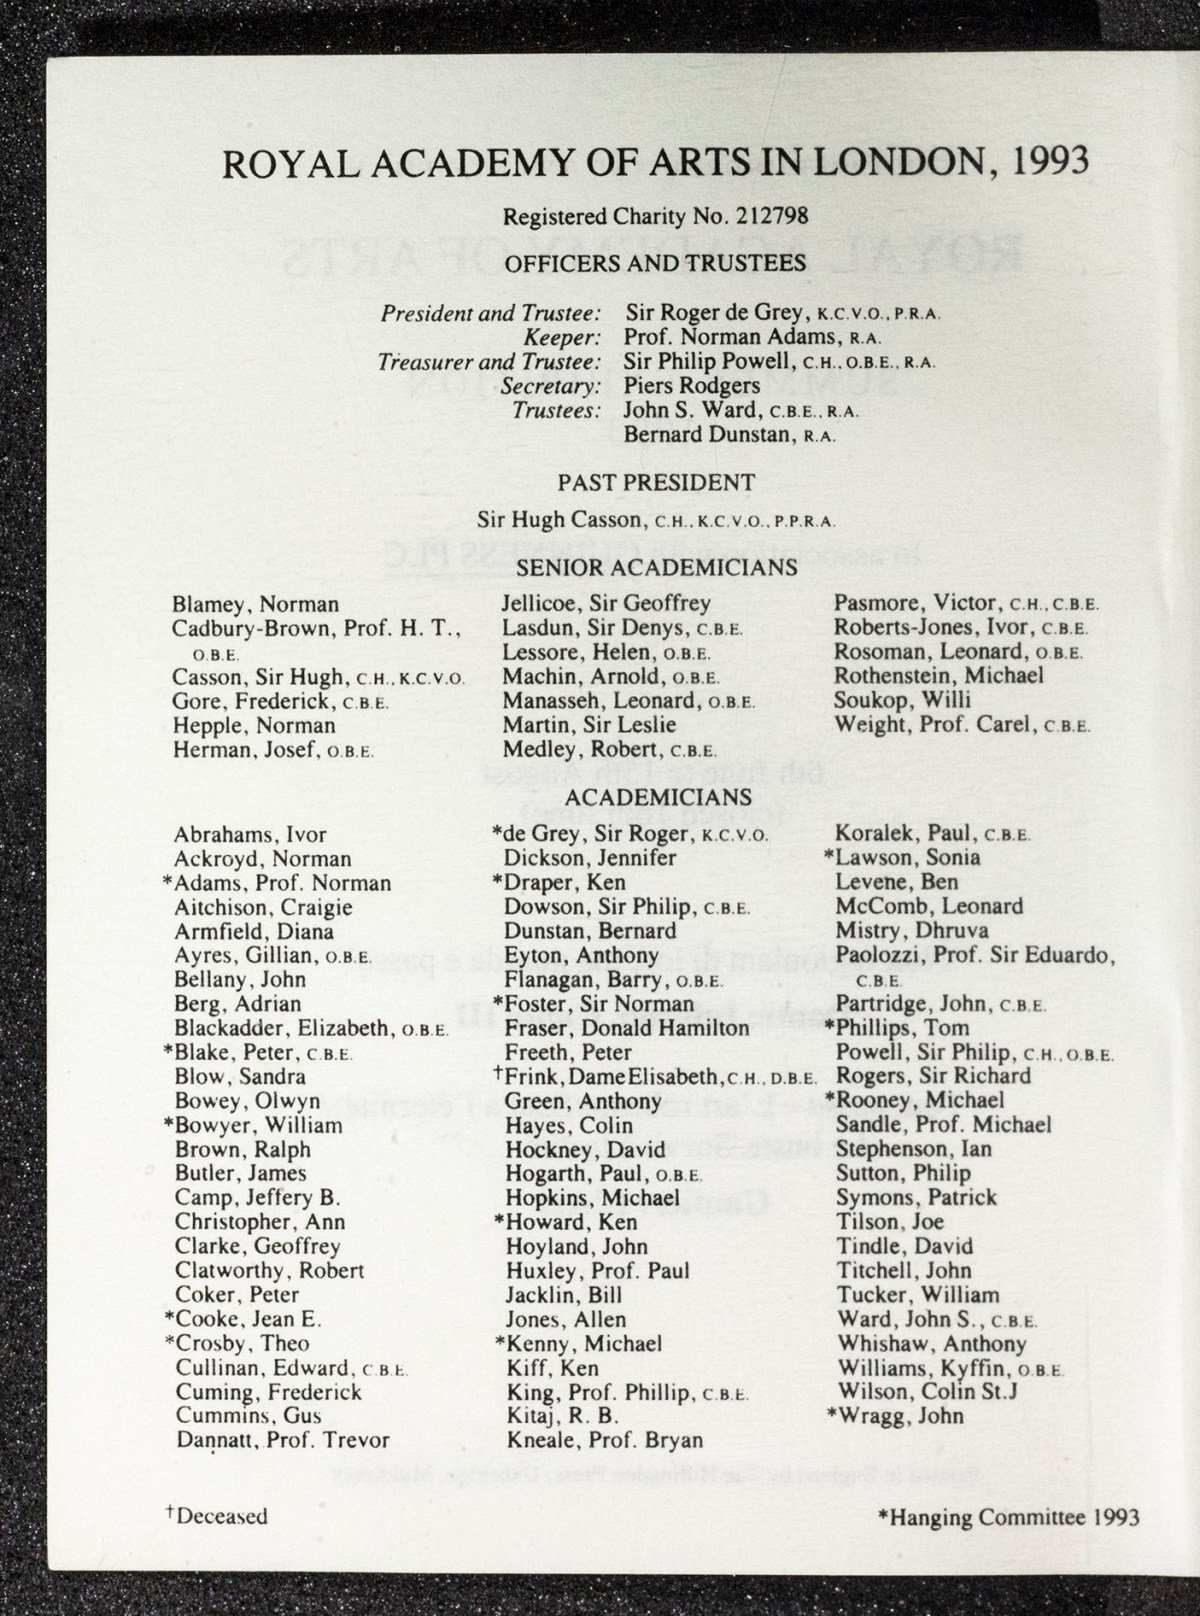 ROYAL ACADEMY OF ARTS IN LONDON, 1993
Registered Charity No. 212798
OFFICERS AND TRUSTEES
President and Trustee: Sir Roger de Grey, K.C.V.O., P.R.A.
Keeper: Prof. Norman Adams, R.A.
Treasurer and Trustee: Sir Philip Powell, C.H., O.B.E., R.A.
Secretary: Piers Rodgers
Trustees: John S. Ward, C.B.E., R.A.
Bernard Dunstan, R.A.
PAST PRESIDENT
Sir Hugh Casson, C.H., K.C.V.O., P.P.R.A.
SENIOR ACADEMICIANS
Blamey, Norman
Cadbury-Brown, Prof. H. T.,
O.B.E.
Casson, Sir Hugh, C.H., K.C.V.O.
Gore, Frederick, C.B.E.
Hepple, Norman
Herman, Josef, O.B.E.
Jellicoe, Sir Geoffrey
Lasdun, Sir Denys, C.B.E.
Lessore, Helen, O.B.E.
Machin, Arnold, O.B.E.
Manasseh, Leonard, O.B.E.
Martin, Sir Leslie
Medley, Robert, C.B.E.
Pasmore, Victor, C.H., C.B.E.
Roberts-Jones, Ivor, C.B.E.
Rosoman, Leonard, O.B.E.
Rothenstein, Michael
Soukop, Willi
Weight, Prof. Carel, C.B.E.
ACADEMICIANS
Abrahams, Ivor
Ackroyd, Norman
*Adams, Prof. Norman
Aitchison, Craigie
Armfield, Diana
Ayres, Gillian, O.B.E.
Bellany, John
Berg, Adrian
Blackadder, Elizabeth, O.B.E.
*Blake, Peter, C.B.E.
Blow, Sandra
Bowey, Olwyn
*Bowyer, William
Brown, Ralph
Butler, James
Camp, Jeffery B.
Christopher, Ann
Clarke, Geoffrey
Clatworthy, Robert
Coker, Peter
*Cooke, Jean E.
*Crosby, Theo
Cullinan, Edward, C.B.E.
Cuming, Frederick
Cummins, Gus
Dannatt, Prof. Trevor
*de Grey, Sir Roger, K.C.V.O.
Dickson, Jennifer
*Draper, Ken
Dowson, Sir Philip, C.B.E.
Dunstan, Bernard
Eyton, Anthony
Flanagan, Barry, O.B.E.
*Foster, Sir Norman
Fraser, Donald Hamilton
Freeth, Peter
†Frink, Dame Elisabeth, C.H., D.B.E.
Green, Anthony
Hayes, Colin
Hockney, David
Hogarth, Paul, O.B.E.
Hopkins, Michael
*Howard, Ken
Hoyland, John
Huxley, Prof. Paul
Jacklin, Bill
Jones, Allen
*Kenny, Michael
Kiff, Ken
King, Prof. Phillip, C.B.E.
Kitaj, R. B.
Kneale, Prof. Bryan
Koralek, Paul, C.B.E.
*Lawson, Sonia
Levene, Ben
McComb, Leonard
Mistry, Dhruva
Paolozzi, Prof. Sir Eduardo,
C.B.E.
Partridge, John, C.B.E.
*Phillips, Tom
Powell, Sir Philip, C.H., O.B.E.
Rogers, Sir Richard
*Rooney, Michael
Sandle, Prof. Michael
Stephenson, Ian
Sutton, Philip
Symons, Patrick
Tilson, Joe
Tindle, David
Titchell, John
Tucker, William
Ward, John S., C.B.E.
Whishaw, Anthony
Williams, Kyffin, O.B.E.
Wilson, Colin St.J
*Wragg, John
†Deceased
*Hanging Committee 1993